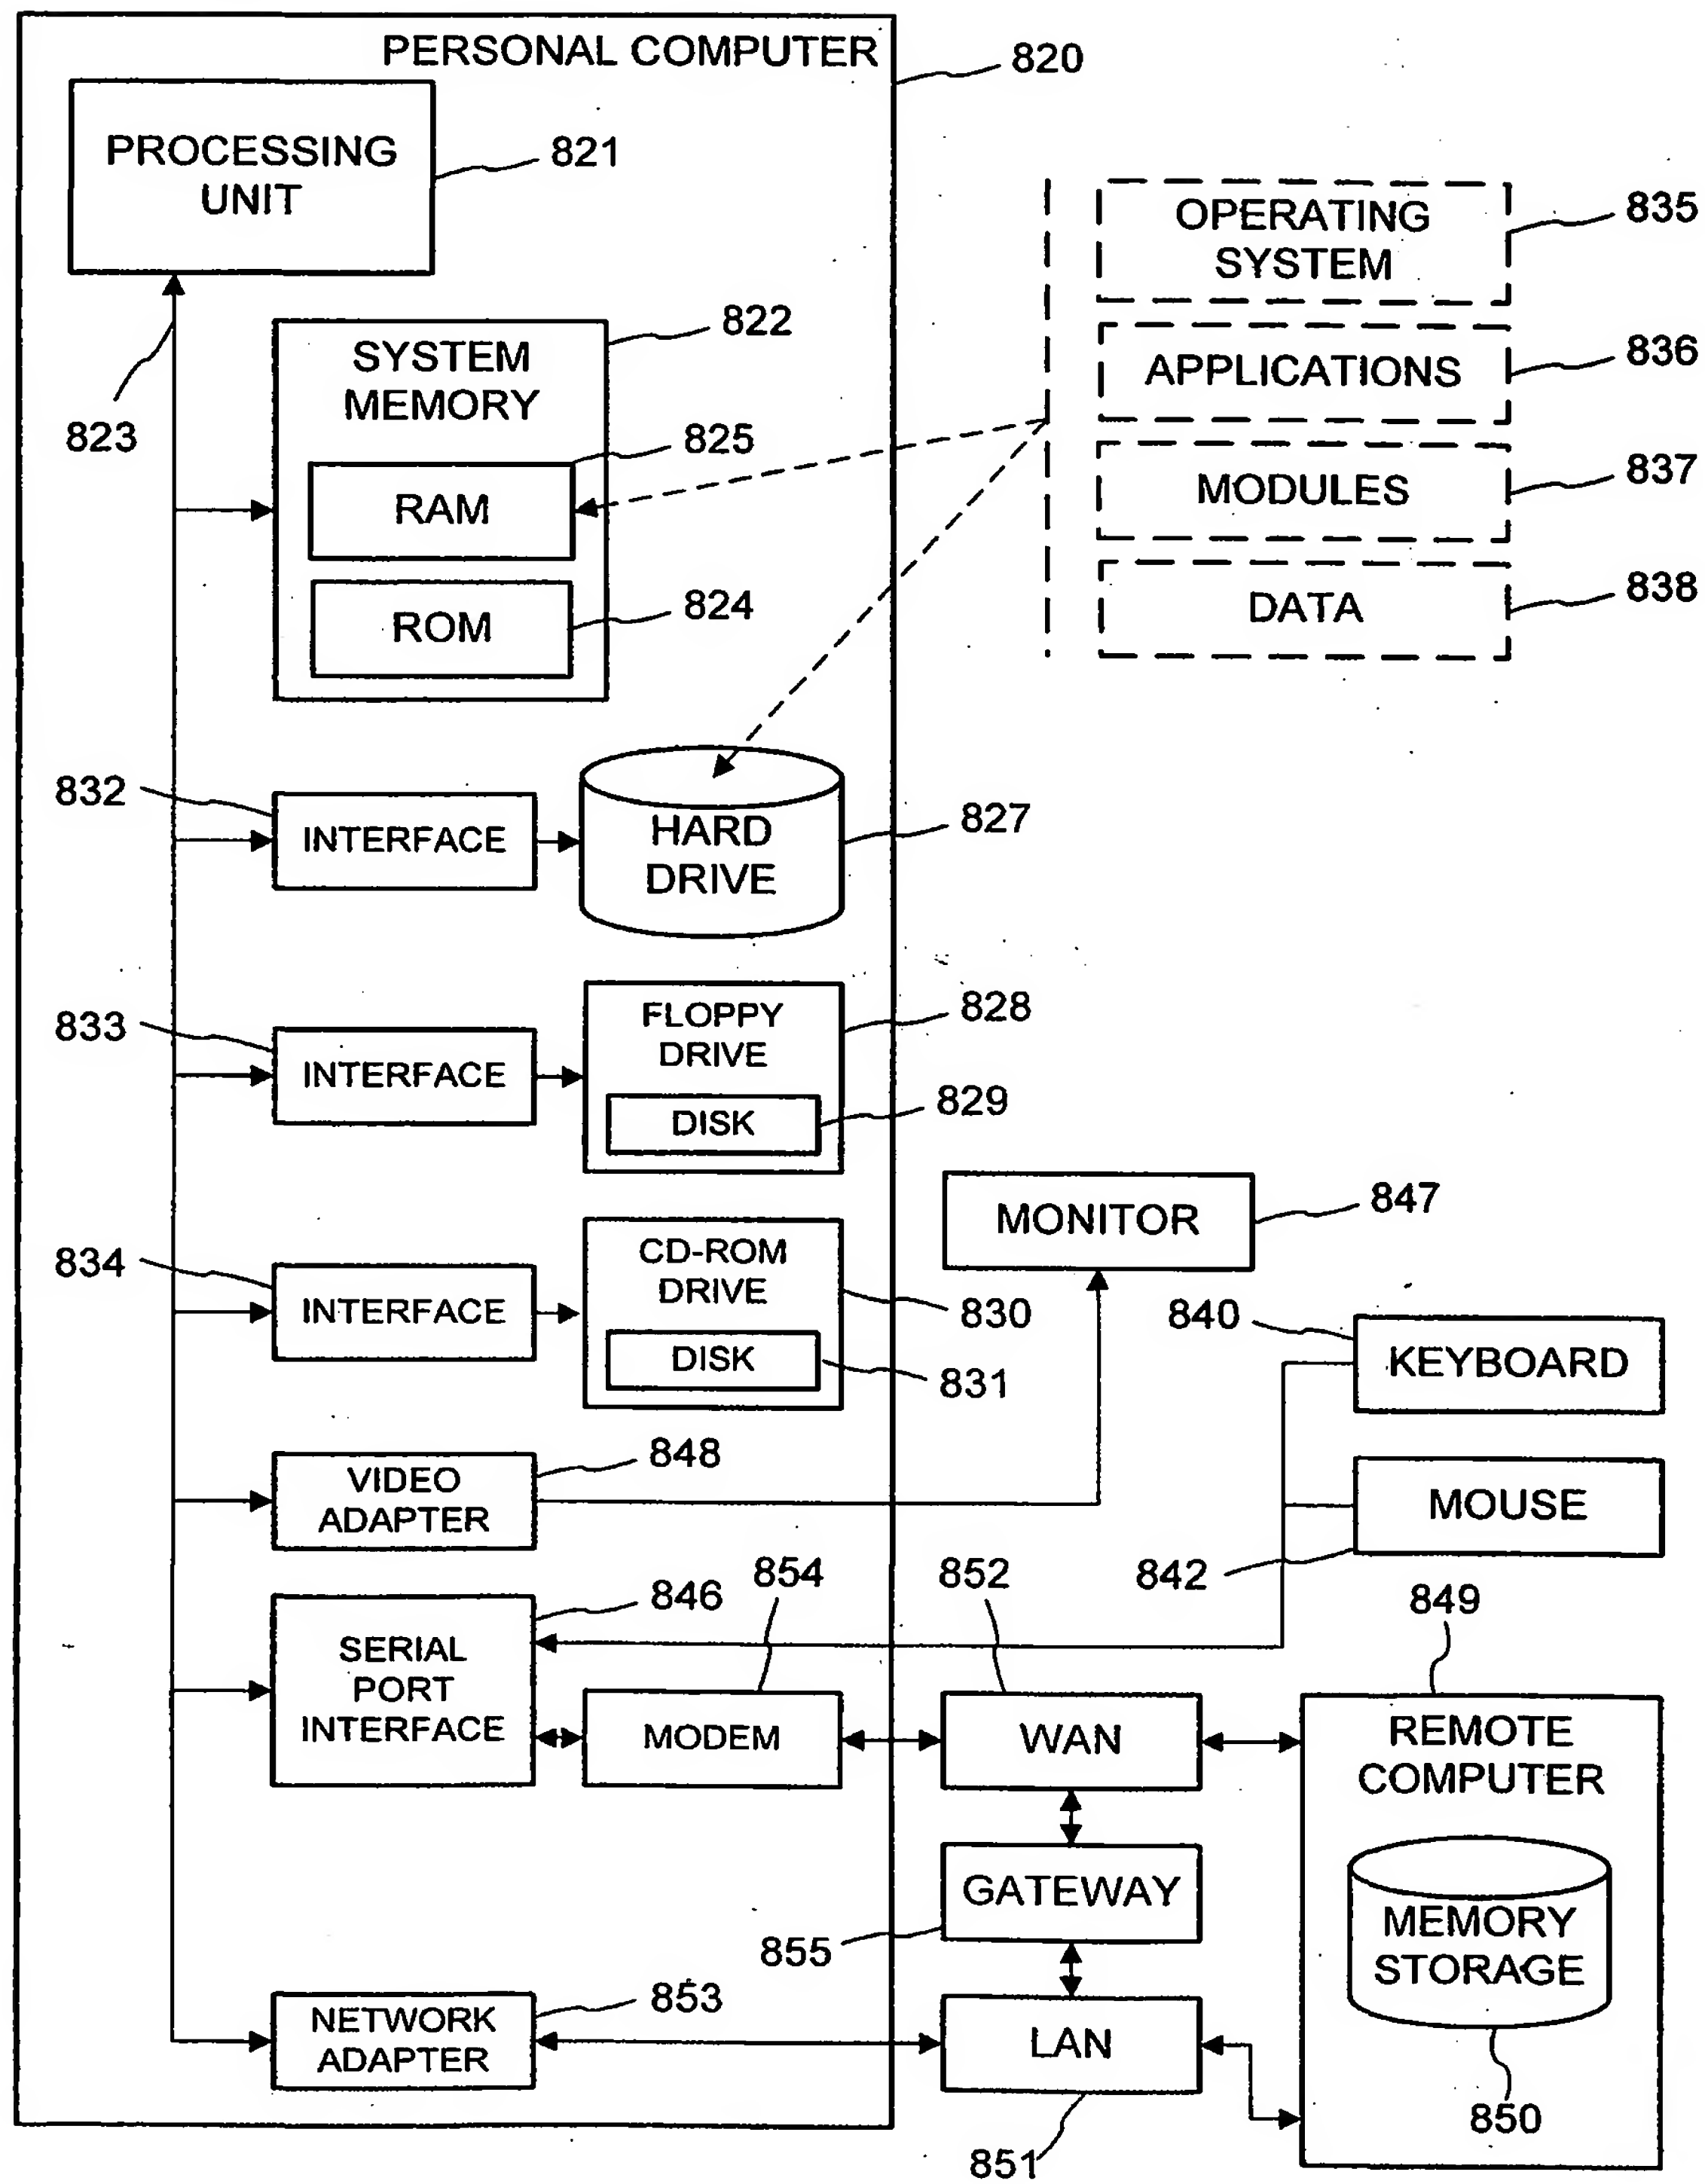 PERSONAL COMPUTER
820
PROCESSING
UNIT
821
823
SYSTEM
MEMORY
822
825
RAM
824
ROM
OPERATING
SYSTEM
835
APPLICATIONS
836
MODULES
837
DATA
838
832
INTERFACE
HARD
DRIVE
827
833
INTERFACE
FLOPPY
DRIVE
828
DISK
829
834
INTERFACE
CD-ROM
DRIVE
830
DISK
831
MONITOR
847
840
KEYBOARD
MOUSE
842
VIDEO
ADAPTER
848
846
SERIAL
PORT
INTERFACE
854
MODEM
852
WAN
849
REMOTE
COMPUTER
GATEWAY
855
MEMORY
STORAGE
850
NETWORK
ADAPTER
853
LAN
851